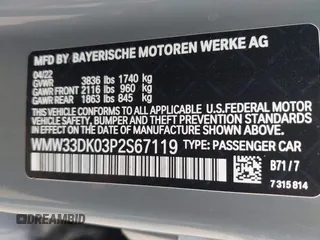 MFD BY BAYERISCHE MOTOREN WERKE AG
04/22
GVWR 3836 lbs 1740 kg
GAWR FRONT 2116 lbs 960 kg
GAWR REAR 1863 lbs 845 kg
THIS VEHICLE CONFORMS TO ALL APPLICABLE U.S. FEDERAL MOTOR
VEHICLE SAFETY, BUMPER, AND THEFT PREVENTION STANDARDS IN
EFFECT ON THE DATE OF MANUFACTURE SHOWN ABOVE.
WMW33DK03P2S67119 TYPE: PASSENGER CAR
B71 / 7
7 315 814
© DREAMBID